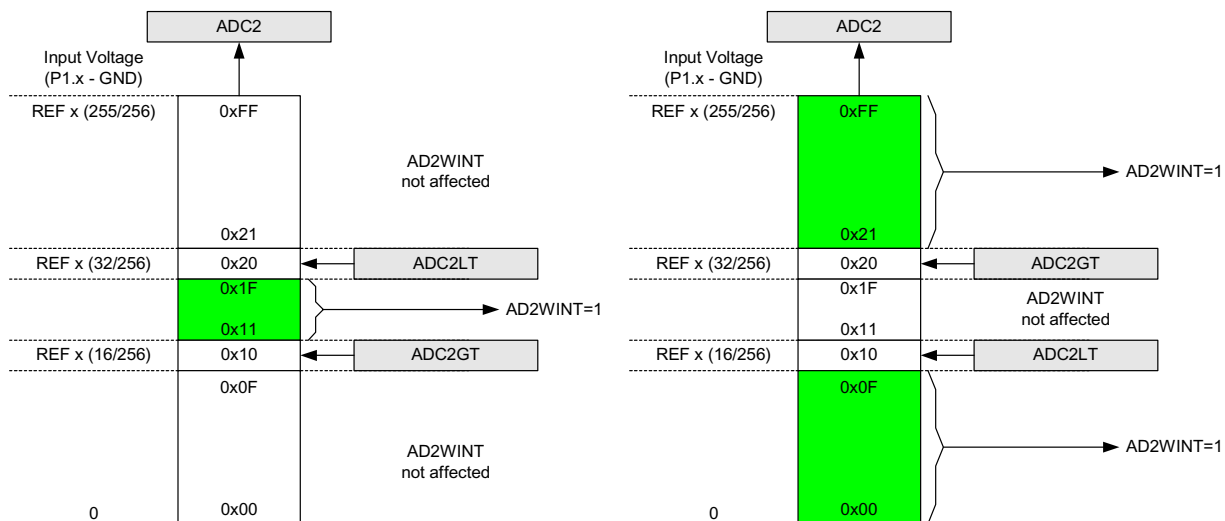 ADC2
Input Voltage
(P1.x - GND)
REF x (255/256)
0xFF
AD2WINT
not affected
0x21
REF x (32/256)
0x20
ADC2LT
0x1F
AD2WINT=1
0x11
REF x (16/256)
0x10
ADC2GT
0x0F
AD2WINT
not affected
0
0x00
ADC2
Input Voltage
(P1.x - GND)
REF x (255/256)
0xFF
AD2WINT=1
0x21
REF x (32/256)
0x20
ADC2GT
0x1F
AD2WINT
not affected
0x11
REF x (16/256)
0x10
ADC2LT
0x0F
AD2WINT=1
0
0x00